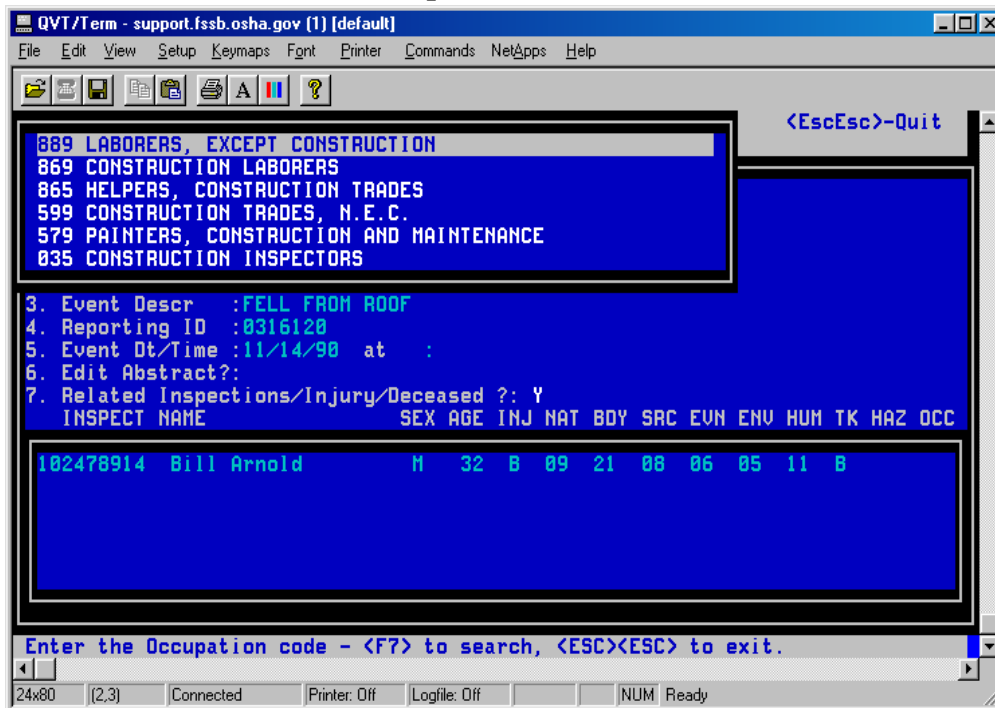 QVT/Term - support.fssb.osha.gov (1) [default]
File Edit View Setup Keymaps Font Printer Commands NetApps Help
<EscEsc>-Quit
889 LABORERS, EXCEPT CONSTRUCTION
869 CONSTRUCTION LABORERS
865 HELPERS, CONSTRUCTION TRADES
599 CONSTRUCTION TRADES, N.E.C.
579 PAINTERS, CONSTRUCTION AND MAINTENANCE
035 CONSTRUCTION INSPECTORS
3. Event Descr :FELL FROM ROOF
4. Reporting ID :0316120
5. Event Dt/Time :11/14/90 at :
6. Edit Abstract?:
7. Related Inspections/Injury/Deceased ?: Y
INSPECT NAME SEX AGE INJ NAT BDY SRC EVN ENV HUM TK HAZ OCC
102478914 Bill Arnold M 32 B 09 21 08 06 05 11 B
Enter the Occupation code - <F7> to search, <ESC><ESC> to exit.
24x80 (2,3) Connected Printer: Off Logfile: Off NUM Ready